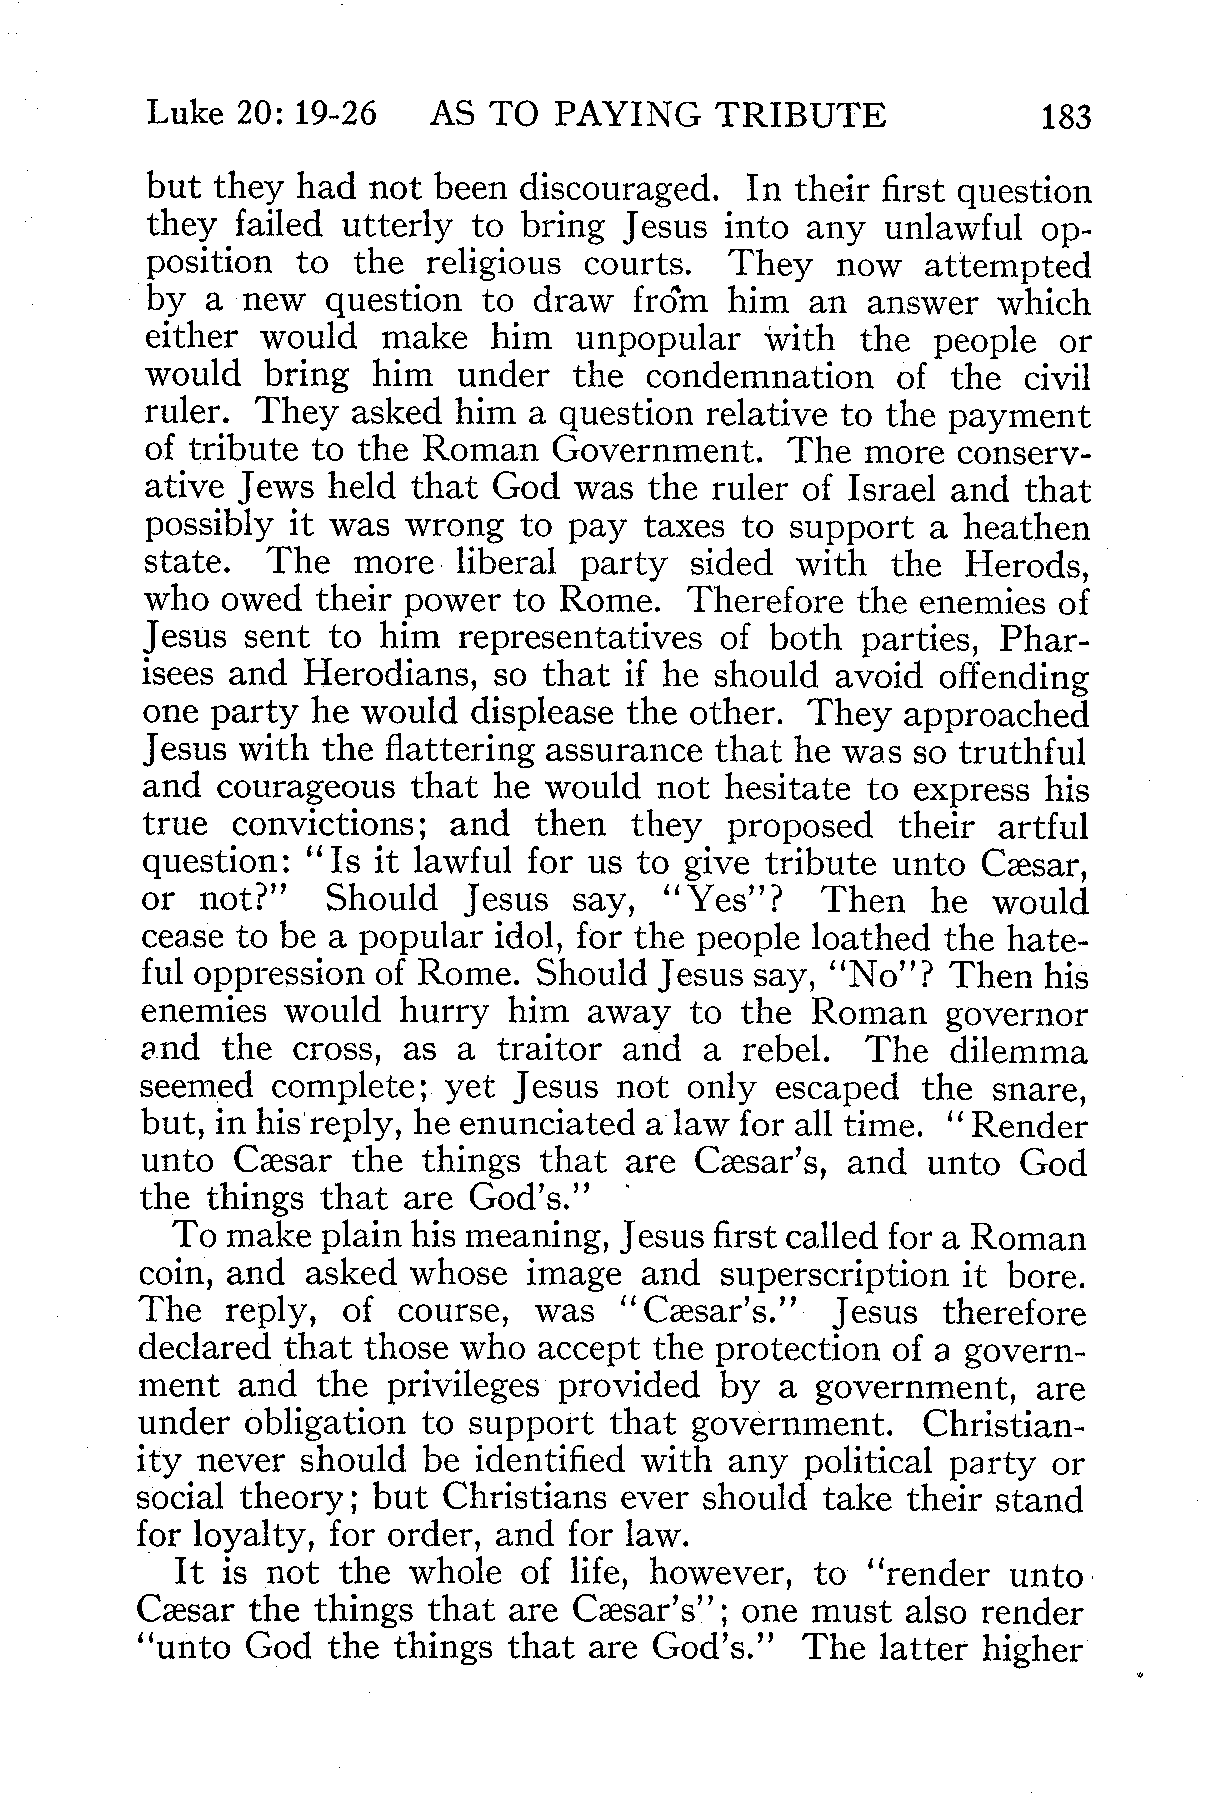 Luke 20: 19-26 AS TO PAYING TRIBUTE 183
but they had not been discouraged. In their first question
they failed utterly to bring Jesus into any unlawful op-
position to the religious courts. They now attempted
by a new question to draw from him an answer which
either would make him unpopular with the people or
would bring him under the condemnation of the civil
ruler. They asked him a question relative to the payment
of tribute to the Roman Government. The more conserv-
ative Jews held that God was the ruler of Israel and that
possibly it was wrong to pay taxes to support a heathen
state. The more liberal party sided with the Herods,
who owed their power to Rome. Therefore the enemies of
Jesus sent to him representatives of both parties, Phar-
isees and Herodians, so that if he should avoid offending
one party he would displease the other. They approached
Jesus with the flattering assurance that he was so truthful
and courageous that he would not hesitate to express his
true convictions; and then they proposed their artful
question: "Is it lawful for us to give tribute unto Cæsar,
or not?" Should Jesus say, "Yes"? Then he would
cease to be a popular idol, for the people loathed the hate-
ful oppression of Rome. Should Jesus say, "No"? Then his
enemies would hurry him away to the Roman governor
and the cross, as a traitor and a rebel. The dilemma
seemed complete; yet Jesus not only escaped the snare,
but, in his reply, he enunciated a law for all time. "Render
unto Cæsar the things that are Cæsar's, and unto God
the things that are God's."
To make plain his meaning, Jesus first called for a Roman
coin, and asked whose image and superscription it bore.
The reply, of course, was "Cæsar's." Jesus therefore
declared that those who accept the protection of a govern-
ment and the privileges provided by a government, are
under obligation to support that government. Christian-
ity never should be identified with any political party or
social theory; but Christians ever should take their stand
for loyalty, for order, and for law.
It is not the whole of life, however, to "render unto
Cæsar the things that are Cæsar's"; one must also render
"unto God the things that are God's." The latter higher